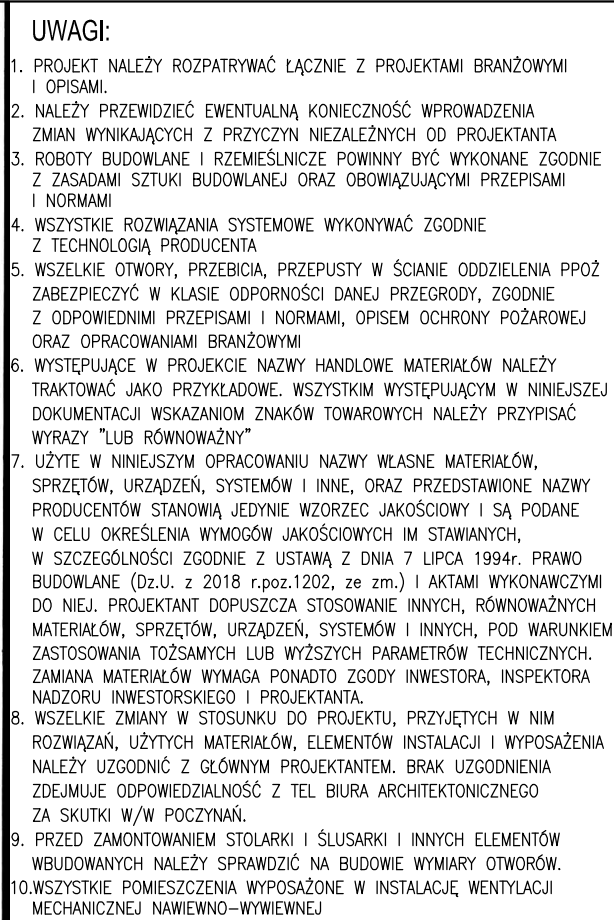 UWAGI:
1. PROJEKT NALEŻY ROZPATRYWAĆ ŁĄCZNIE Z PROJEKTAMI BRANŻOWYMI
I OPISAMI.
2. NALEŻY PRZEWIDZIEĆ EWENTUALNĄ KONIECZNOŚĆ WPROWADZENIA
ZMIAN WYNIKAJĄCYCH Z PRZYCZYN NIEZALEŻNYCH OD PROJEKTANTA
3. ROBOTY BUDOWLANE I RZEMIEŚLNICZE POWINNY BYĆ WYKONANE ZGODNIE
Z ZASADAMI SZTUKI BUDOWLANEJ ORAZ OBOWIĄZUJĄCYMI PRZEPISAMI
I NORMAMI
4. WSZYSTKIE ROZWIĄZANIA SYSTEMOWE WYKONYWAĆ ZGODNIE
Z TECHNOLOGIĄ PRODUCENTA
5. WSZELKIE OTWORY, PRZEBICIA, PRZEPUSTY W ŚCIANIE ODDZIELENIA PPOŻ
ZABEZPIECZYĆ W KLASIE ODPORNOŚCI DANEJ PRZEGRODY, ZGODNIE
Z ODPOWIEDNIMI PRZEPISAMI I NORMAMI, OPISEM OCHRONY POŻAROWEJ
ORAZ OPRACOWANIAMI BRANŻOWYMI
6. WYSTĘPUJĄCE W PROJEKCIE NAZWY HANDLOWE MATERIAŁÓW NALEŻY
TRAKTOWAĆ JAKO PRZYKŁADOWE. WSZYSTKIM WYSTĘPUJĄCYM W NINIEJSZEJ
DOKUMENTACJI WSKAZANIOM ZNAKÓW TOWAROWYCH NALEŻY PRZYPISAĆ
WYRAZY "LUB RÓWNOWAŻNY"
7. UŻYTE W NINIEJSZYM OPRACOWANIU NAZWY WŁASNE MATERIAŁÓW,
SPRZĘTÓW, URZĄDZEŃ, SYSTEMÓW I INNE, ORAZ PRZEDSTAWIONE NAZWY
PRODUCENTÓW STANOWIĄ JEDYNIE WZORZEC JAKOŚCIOWY I SĄ PODANE
W CELU OKREŚLENIA WYMOGÓW JAKOŚCIOWYCH IM STAWIANYCH,
W SZCZEGÓLNOŚCI ZGODNIE Z USTAWĄ Z DNIA 7 LIPCA 1994r. PRAWO
BUDOWLANE (Dz.U. z 2018 r.poz.1202, ze zm.) I AKTAMI WYKONAWCZYMI
DO NIEJ. PROJEKTANT DOPUSZCZA STOSOWANIE INNYCH, RÓWNOWAŻNYCH
MATERIAŁÓW, SPRZĘTÓW, URZĄDZEŃ, SYSTEMÓW I INNYCH, POD WARUNKIEM
ZASTOSOWANIA TOŻSAMYCH LUB WYŻSZYCH PARAMETRÓW TECHNICZNYCH.
ZAMIANA MATERIAŁÓW WYMAGA PONADTO ZGODY INWESTORA, INSPEKTORA
NADZORU INWESTORSKIEGO I PROJEKTANTA.
8. WSZELKIE ZMIANY W STOSUNKU DO PROJEKTU, PRZYJĘTYCH W NIM
ROZWIĄZAŃ, UŻYTYCH MATERIAŁÓW, ELEMENTÓW INSTALACJI I WYPOSAŻENIA
NALEŻY UZGODNIĆ Z GŁÓWNYM PROJEKTANTEM. BRAK UZGODNIENIA
ZDEJMUJE ODPOWIEDZIALNOŚĆ Z TEL BIURA ARCHITEKTONICZNEGO
ZA SKUTKI W/W POCZYNAŃ.
9. PRZED ZAMONTOWANIEM STOLARKI I ŚLUSARKI I INNYCH ELEMENTÓW
WBUDOWANYCH NALEŻY SPRAWDZIĆ NA BUDOWIE WYMIARY OTWORÓW.
10.WSZYSTKIE POMIESZCZENIA WYPOSAŻONE W INSTALACJĘ WENTYLACJI
MECHANICZNEJ NAWIEWNO-WYWIEWNEJ